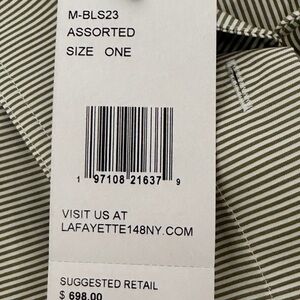 M-BLS23
ASSORTED
SIZE ONE
1 97108 21637 9
VISIT US AT
LAFAYETTE148NY.COM
SUGGESTED RETAIL
$ 698.00